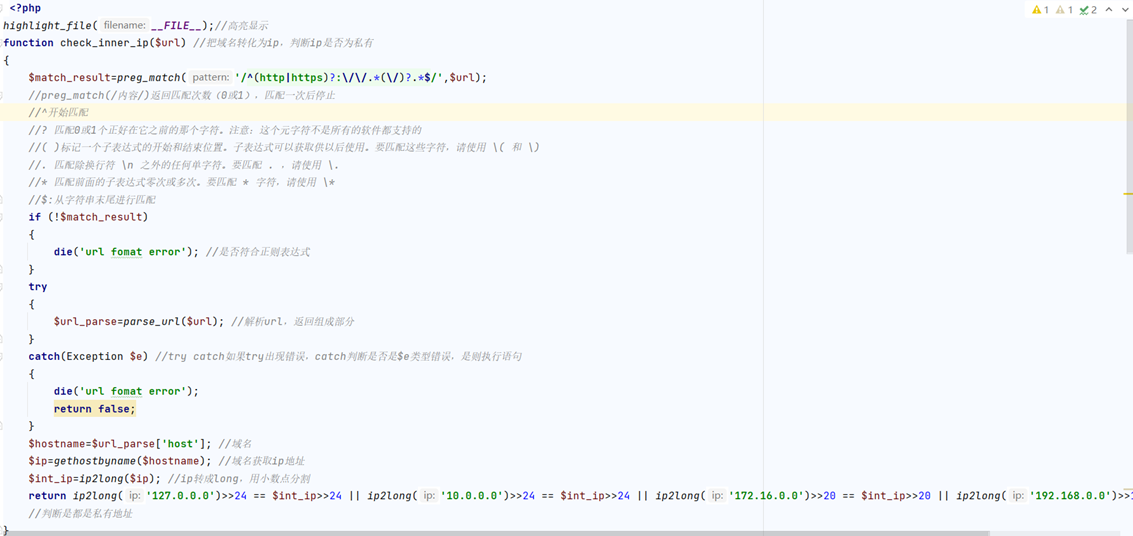 <?php
1 1 2
highlight_file( filename: __FILE__);//高亮显示
function check_inner_ip($url) //把域名转化为ip，判断ip是否为私有
{
$match_result=preg_match( pattern: '/^(http|https)?:\/\/.*(\/)?.*$/',$url);
//preg_match(/内容/)返回匹配次数（0或1），匹配一次后停止
//^开始匹配
//? 匹配0或1个正好在它之前的那个字符。注意：这个元字符不是所有的软件都支持的
//( )标记一个子表达式的开始和结束位置。子表达式可以获取供以后使用。要匹配这些字符，请使用 \( 和 \)
//. 匹配除换行符 \n 之外的任何单字符。要匹配 . ，请使用 \.
//* 匹配前面的子表达式零次或多次。要匹配 * 字符，请使用 \*
//$:从字符串末尾进行匹配
if (!$match_result)
{
die('url fomat error'); //是否符合正则表达式
}
try
{
$url_parse=parse_url($url); //解析url，返回组成部分
}
catch(Exception $e) //try catch如果try出现错误，catch判断是否是$e类型错误，是则执行语句
{
die('url fomat error');
return false;
}
$hostname=$url_parse['host']; //域名
$ip=gethostbyname($hostname); //域名获取ip地址
$int_ip=ip2long($ip); //ip转成long，用小数点分割
return ip2long( ip: '127.0.0.0')>>24 == $int_ip>>24 || ip2long( ip: '10.0.0.0')>>24 == $int_ip>>24 || ip2long( ip: '172.16.0.0')>>20 == $int_ip>>20 || ip2long( ip: '192.168.0.0')>>
//判断是都是私有地址
}